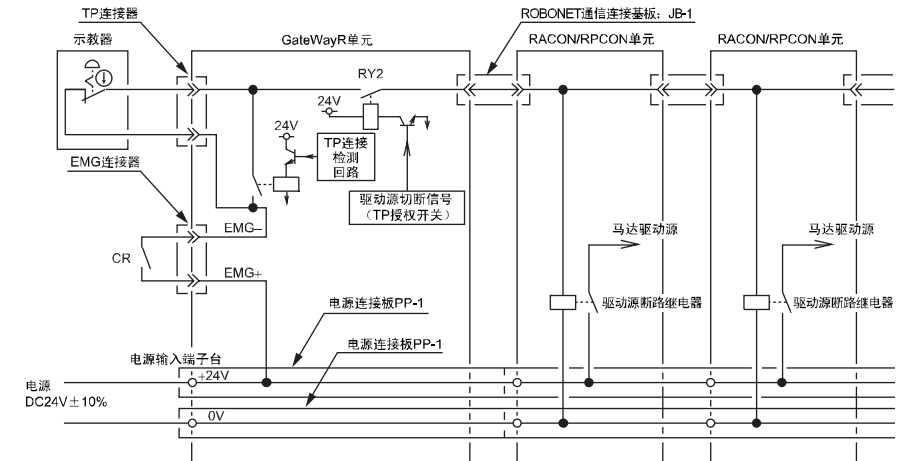 TP连接器
ROBONET通信连接基板：JB-1
示教器
GateWayR单元
RACON/RPCON单元
RACON/RPCON单元
RY2
24V
24V
TP连接
检测
回路
EMG连接器
驱动源切断信号
（TP授权开关）
EMG-
CR
EMG+
马达驱动源
马达驱动源
驱动源断路继电器
驱动源断路继电器
电源连接板PP-1
电源连接板PP-1
电源输入端子台
+24V
电源
DC24V±10%
0V